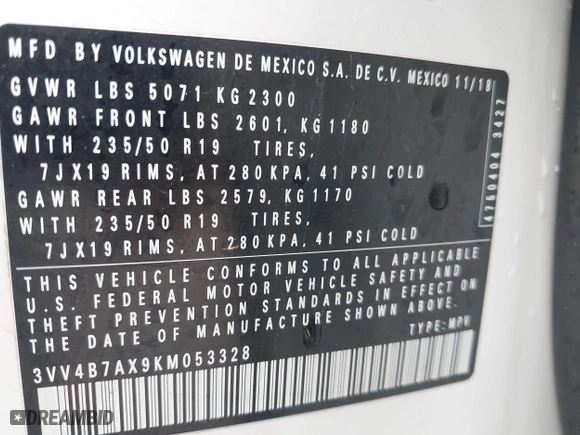 MFD BY VOLKSWAGEN DE MEXICO S.A. DE C.V. MEXICO 11/18
GVWR LBS 5071 KG 2300
GAWR FRONT LBS 2601, KG 1180
WITH 235/50 R19 TIRES,
7JX19 RIMS, AT 280 KPA, 41 PSI COLD
GAWR REAR LBS 2579, KG 1170
WITH 235/50 R19 TIRES,
7JX19 RIMS, AT 280 KPA, 41 PSI COLD
THIS VEHICLE CONFORMS TO ALL APPLICABLE
U.S. FEDERAL MOTOR VEHICLE SAFETY AND
THEFT PREVENTION STANDARDS IN EFFECT ON
THE DATE OF MANUFACTURE SHOWN ABOVE.
3VV4B7AX9KM053328
TYPE: MPV
4750404 3427
DREAMBID